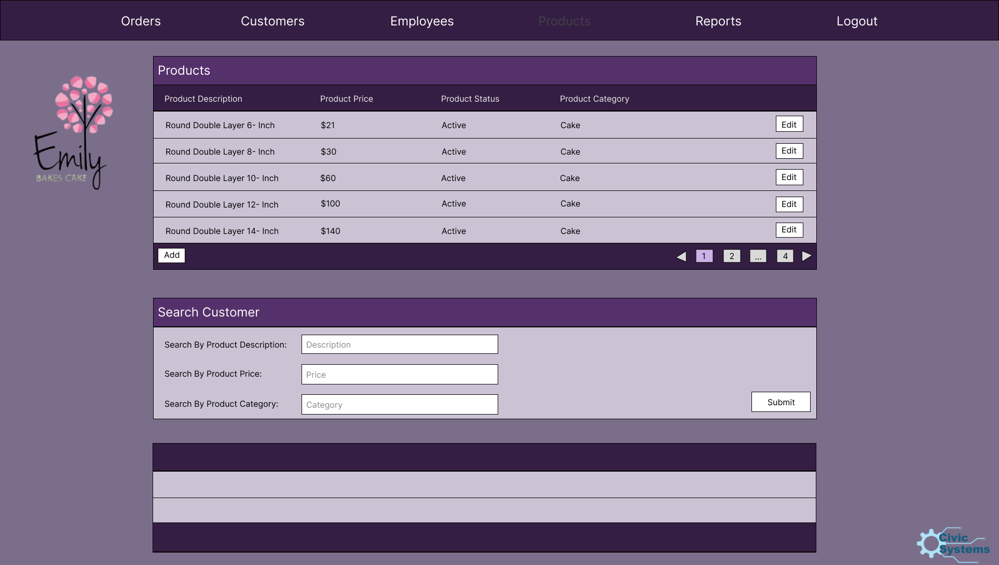 Orders Customers Employees Products Reports Logout
Emily
BAKES CAKE
Products
Product Description Product Price Product Status Product Category
Round Double Layer 6- Inch $21 Active Cake Edit
Round Double Layer 8- Inch $30 Active Cake Edit
Round Double Layer 10- Inch $60 Active Cake Edit
Round Double Layer 12- Inch $100 Active Cake Edit
Round Double Layer 14- Inch $140 Active Cake Edit
Add 1 2 ... 4
Search Customer
Search By Product Description: Description
Search By Product Price: Price
Search By Product Category: Category
Submit
Civic
Systems